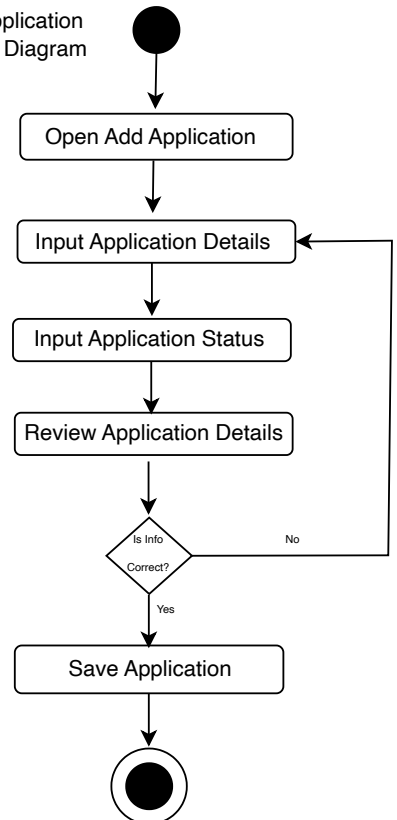 Diagram
Open Add Application
Input Application Details
Input Application Status
Review Application Details
Is Info
Correct?
No
Yes
Save Application